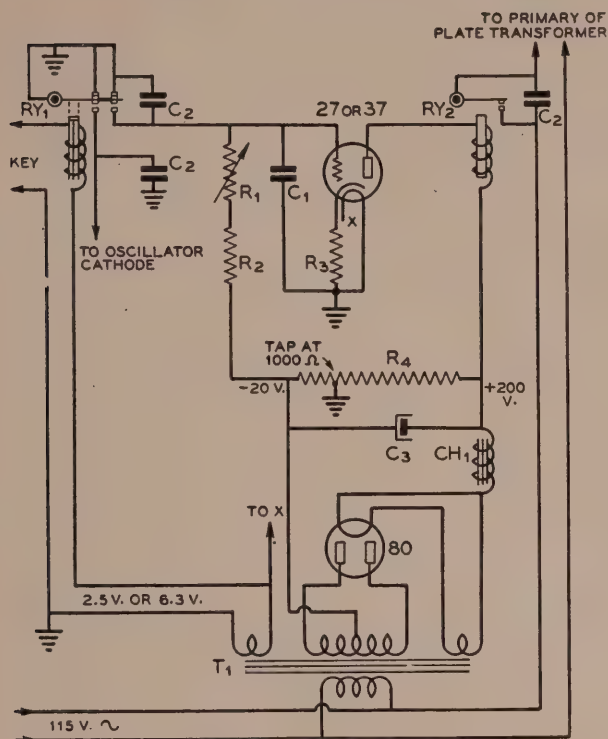 TO PRIMARY OF
PLATE TRANSFORMER
RY1
C2
27 OR 37
RY2
C2
KEY
C2
R1
C1
X
TO OSCILLATOR
CATHODE
R2
R3
TAP AT
1000 Ω
R4
-20 V.
+200
V.
C3
CH1
TO X
80
2.5 V. OR 6.3 V.
T1
115 V. ~